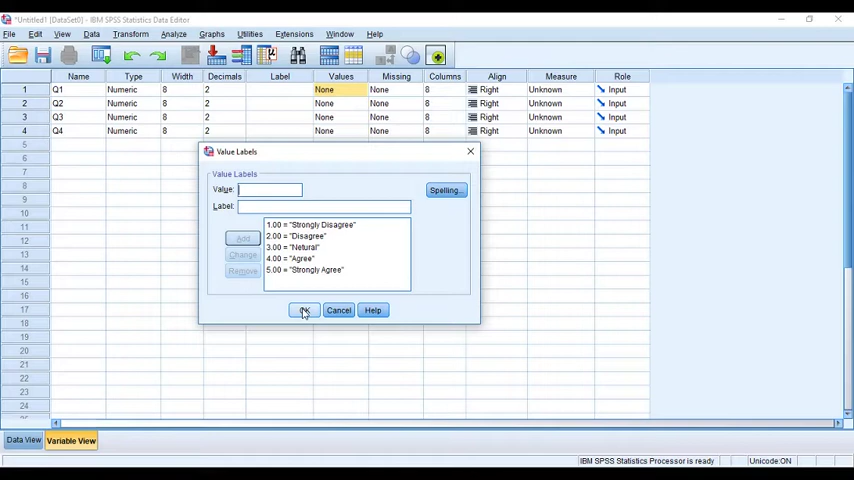 *Untitled1 [DataSet0] - IBM SPSS Statistics Data Editor
File Edit View Data Transform Analyze Graphs Utilities Extensions Window Help
Name Type Width Decimals Label Values Missing Columns Align Measure Role
1 Q1 Numeric 8 2 None None 8 Right Unknown Input
2 Q2 Numeric 8 2 None None 8 Right Unknown Input
3 Q3 Numeric 8 2 None None 8 Right Unknown Input
4 Q4 Numeric 8 2 None None 8 Right Unknown Input
5
6
7
8
9
10
11
12
13
14
15
16
17
18
19
20
21
22
23
24
Value Labels
Value Labels
Value:
Spelling...
Label:
1.00 = "Strongly Disagree"
2.00 = "Disagree"
3.00 = "Netural"
4.00 = "Agree"
5.00 = "Strongly Agree"
Add
Change
Remove
OK Cancel Help
Data View Variable View
IBM SPSS Statistics Processor is ready Unicode:ON